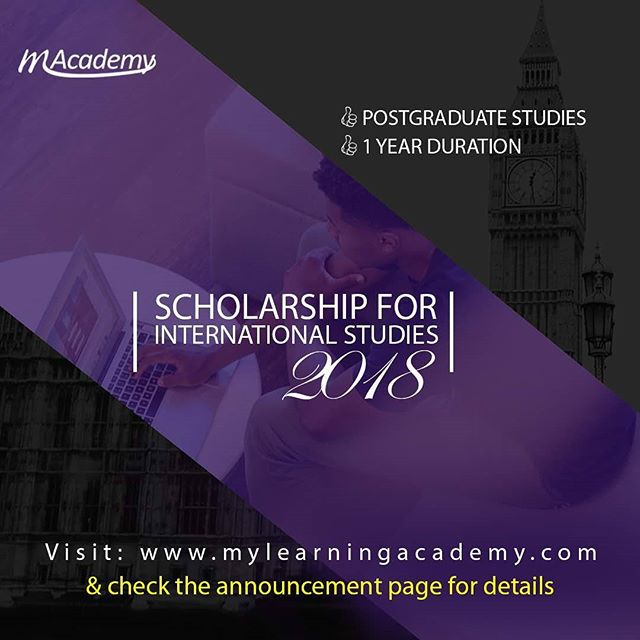 MAcademy
POSTGRADUATE STUDIES
1 YEAR DURATION
SCHOLARSHIP FOR
INTERNATIONAL STUDIES
2018
Visit: www.mylearningacademy.com
& check the announcement page for details